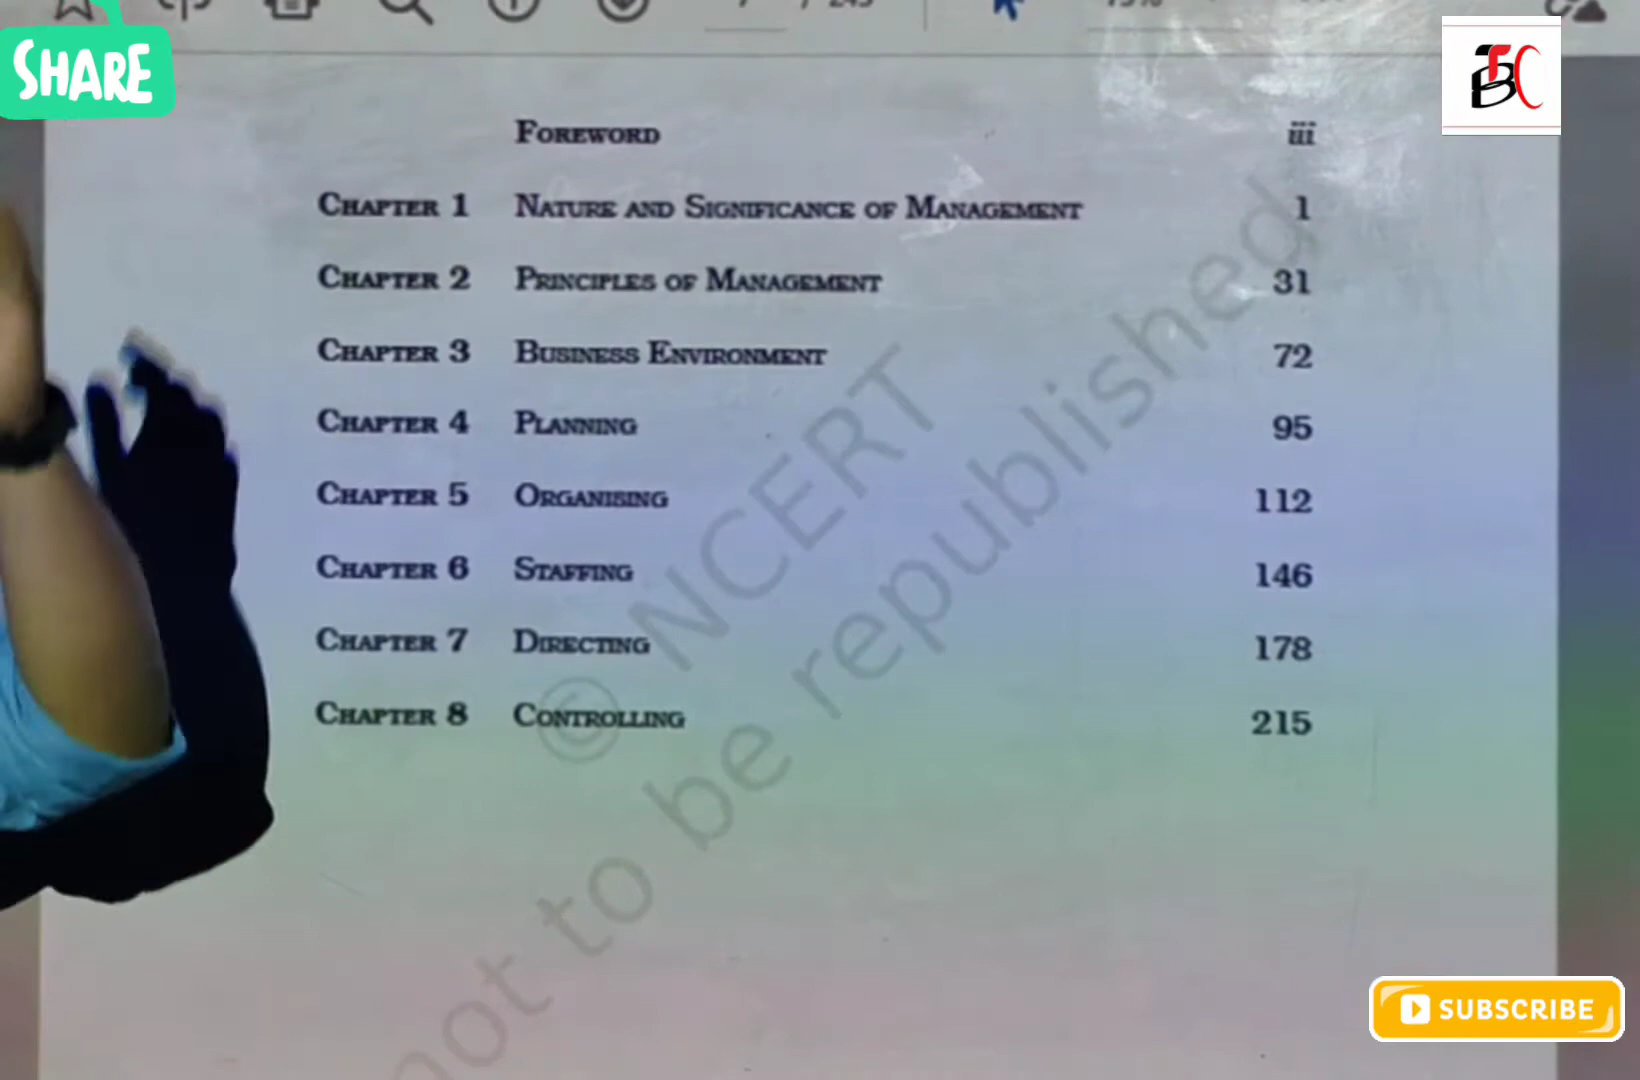 SHARE
FOREWORD iii
CHAPTER 1 NATURE AND SIGNIFICANCE OF MANAGEMENT 1
CHAPTER 2 PRINCIPLES OF MANAGEMENT 31
CHAPTER 3 BUSINESS ENVIRONMENT 72
CHAPTER 4 PLANNING 95
CHAPTER 5 ORGANISING 112
CHAPTER 6 STAFFING 146
CHAPTER 7 DIRECTING 178
CHAPTER 8 CONTROLLING 215
© NCERT
not to be republished
SUBSCRIBE